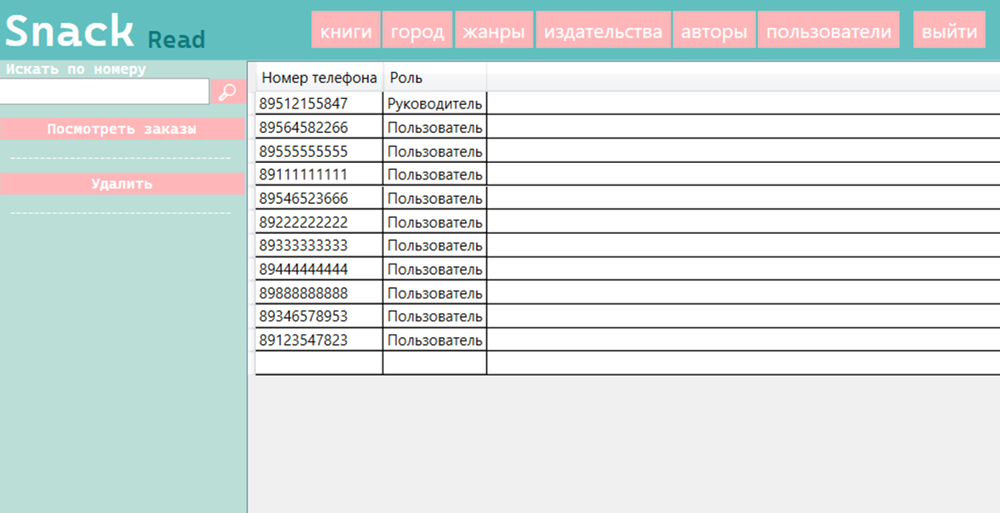 Snack Read
книги город жанры издательства авторы пользователи выйти
Искать по номеру
Посмотреть заказы
--------------------------------------
Удалить
--------------------------------------
Номер телефона Роль
89512155847 Руководитель
89564582266 Пользователь
89555555555 Пользователь
89111111111 Пользователь
89546523666 Пользователь
89222222222 Пользователь
89333333333 Пользователь
89444444444 Пользователь
89888888888 Пользователь
89346578953 Пользователь
89123547823 Пользователь